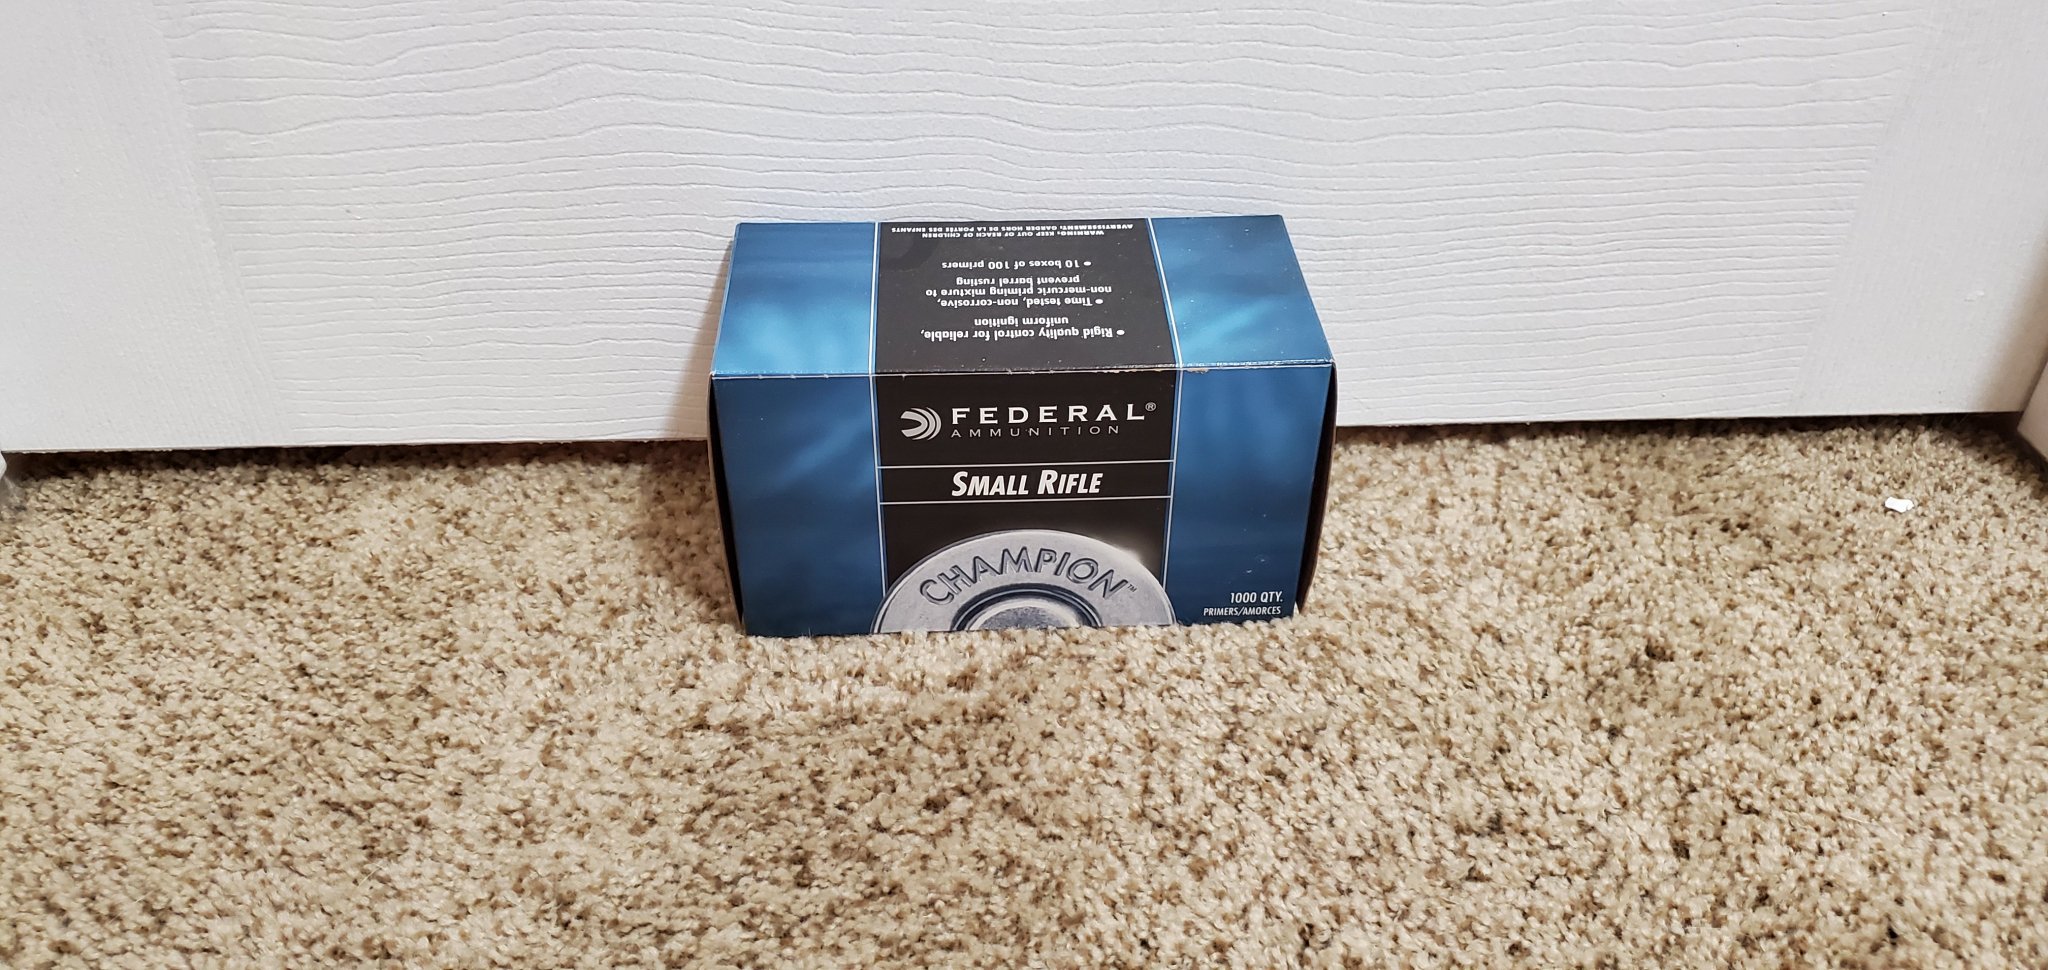 • Rigid quality control for reliable,
uniform ignition
• Time tested, non-corrosive,
non-mercuric priming mixture to
prevent barrel rusting
• 10 boxes of 100 primers
WARNING: KEEP OUT OF REACH OF CHILDREN
AVERTISSEMENT: GARDER HORS DE LA PORTÉE DES ENFANTS
FEDERAL®
AMMUNITION
SMALL RIFLE
CHAMPION™
1000 QTY.
PRIMERS/AMORCES